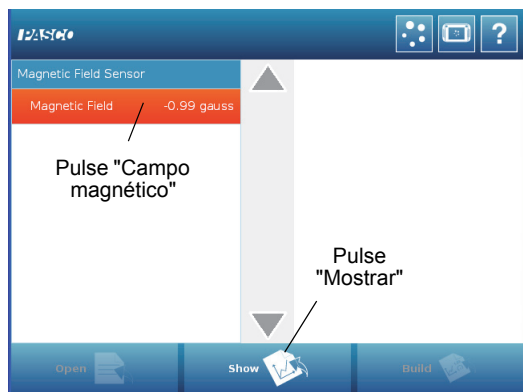 PASCO
?
Magnetic Field Sensor
Magnetic Field -0.99 gauss
Pulse "Campo
magnético"
Pulse
"Mostrar"
Open
Show
Build